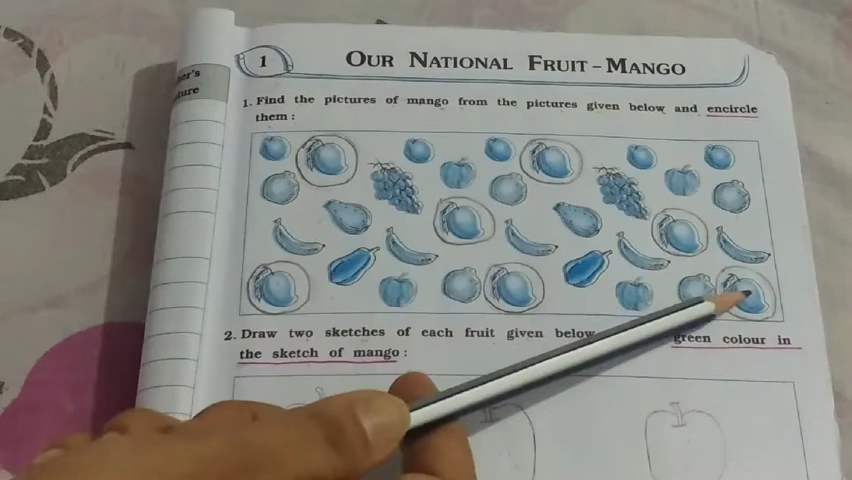 1
OUR NATIONAL FRUIT – MANGO
1. Find the pictures of mango from the pictures given below and encircle
them :
2. Draw two sketches of each fruit given below
green colour in
the sketch of mango :